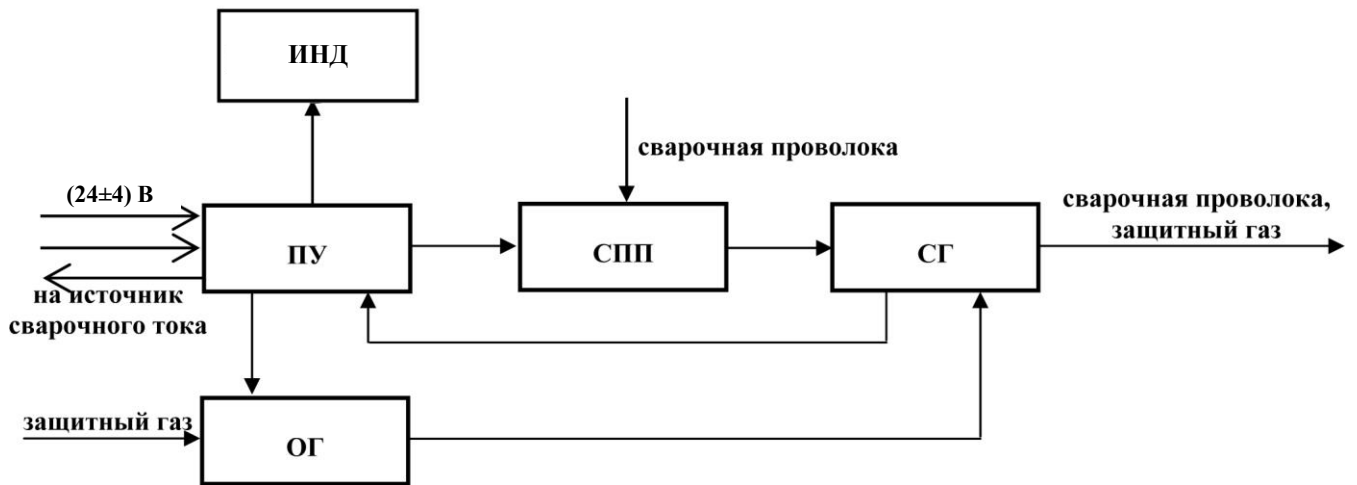 ИНД
сварочная проволока
(24±4) В
сварочная проволока,
защитный газ
ПУ
СПП
СГ
на источник
сварочного тока
защитный газ
ОГ